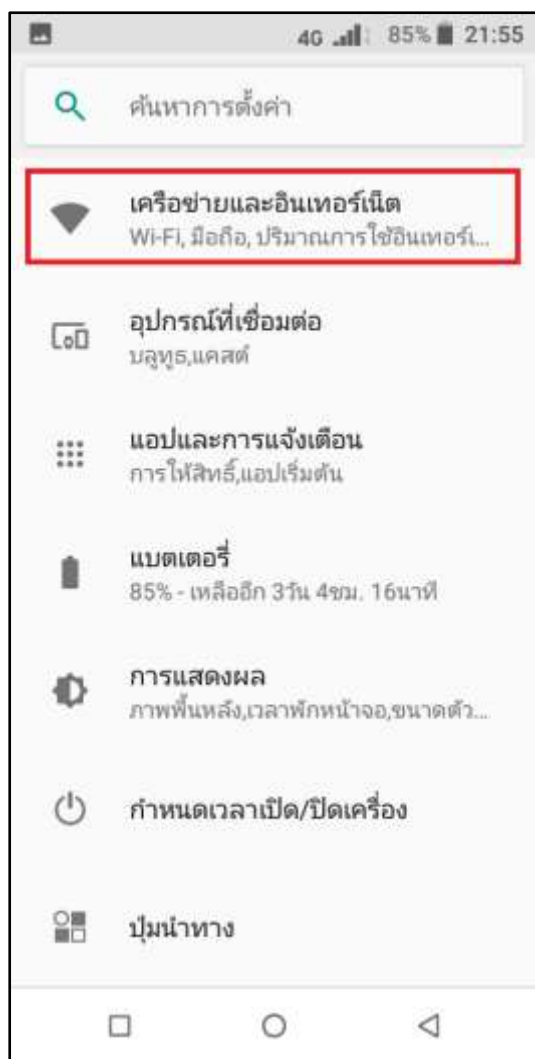 4G 85% 21:55
ค้นหาการตั้งค่า
เครือข่ายและอินเทอร์เน็ต
Wi-Fi, มือถือ, ปริมาณการใช้อินเทอร์เ...
อุปกรณ์ที่เชื่อมต่อ
บลูทูธ,แคสต์
แอปและการแจ้งเตือน
การให้สิทธิ์,แอปเริ่มต้น
แบตเตอรี่
85% - เหลืออีก 3วัน 4ชม. 16นาที
การแสดงผล
ภาพพื้นหลัง,เวลาพักหน้าจอ,ขนาดตัว...
กำหนดเวลาเปิด/ปิดเครื่อง
ปุ่มนำทาง